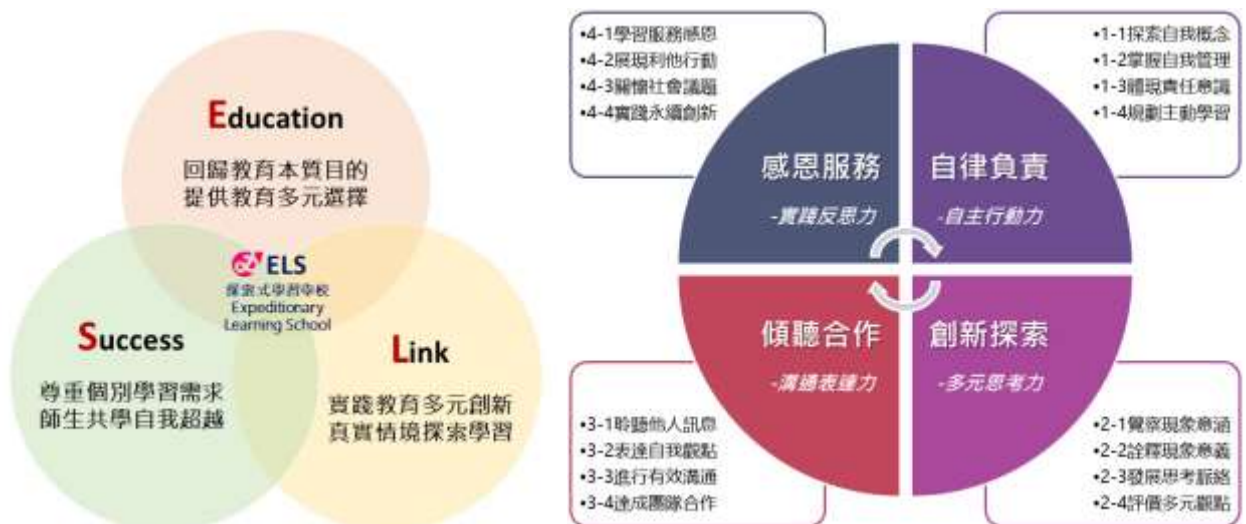 Education
回歸教育本質目的
提供教育多元選擇
ELS
探索式學習學校
Expeditionary
Learning School
Success
尊重個別學習需求
師生共學自我超越
Link
實踐教育多元創新
真實情境探索學習
•4-1學習服務感恩
•4-2展現利他行動
•4-3關懷社會議題
•4-4實踐永續創新
•1-1探索自我概念
•1-2掌握自我管理
•1-3體現責任意識
•1-4規劃主動學習
感恩服務
-實踐反思力
自律負責
-自主行動力
傾聽合作
-溝通表達力
創新探索
-多元思考力
•3-1聆聽他人訊息
•3-2表達自我觀點
•3-3進行有效溝通
•3-4達成團隊合作
•2-1覺察現象意涵
•2-2詮釋現象意義
•2-3發展思考脈絡
•2-4評價多元觀點